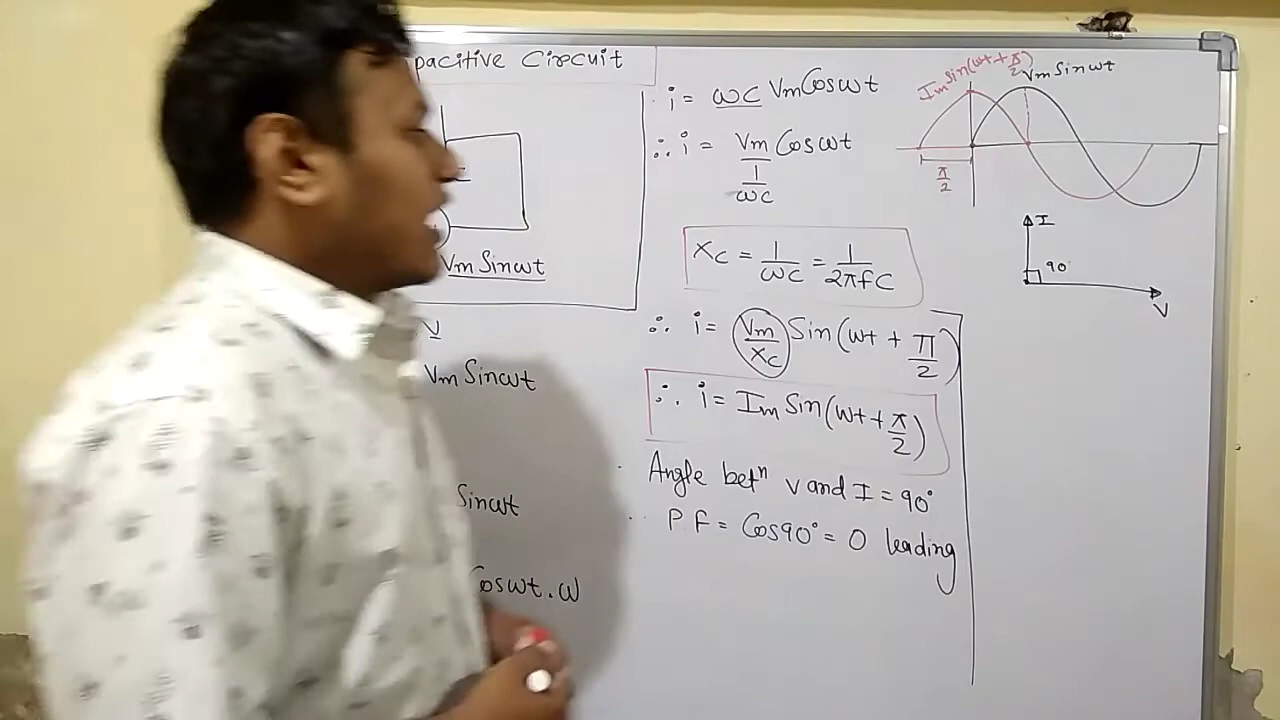 pacitive Circuit
Vm Sinωt
V
Vm Sinωt
Sinωt
Cosωt . ω
i = ωC Vm Cosωt
∴ i = Vm / (1/ωC) Cosωt
XC = 1/ωC = 1/2πfC
∴ i = Vm/XC Sin(ωt + π/2)
∴ i = Im Sin(ωt + π/2)
Angle betⁿ V and I = 90°
P F = Cos90° = 0 leading
Im Sin(ωt + π/2)
Vm Sinωt
π/2
I
90
V